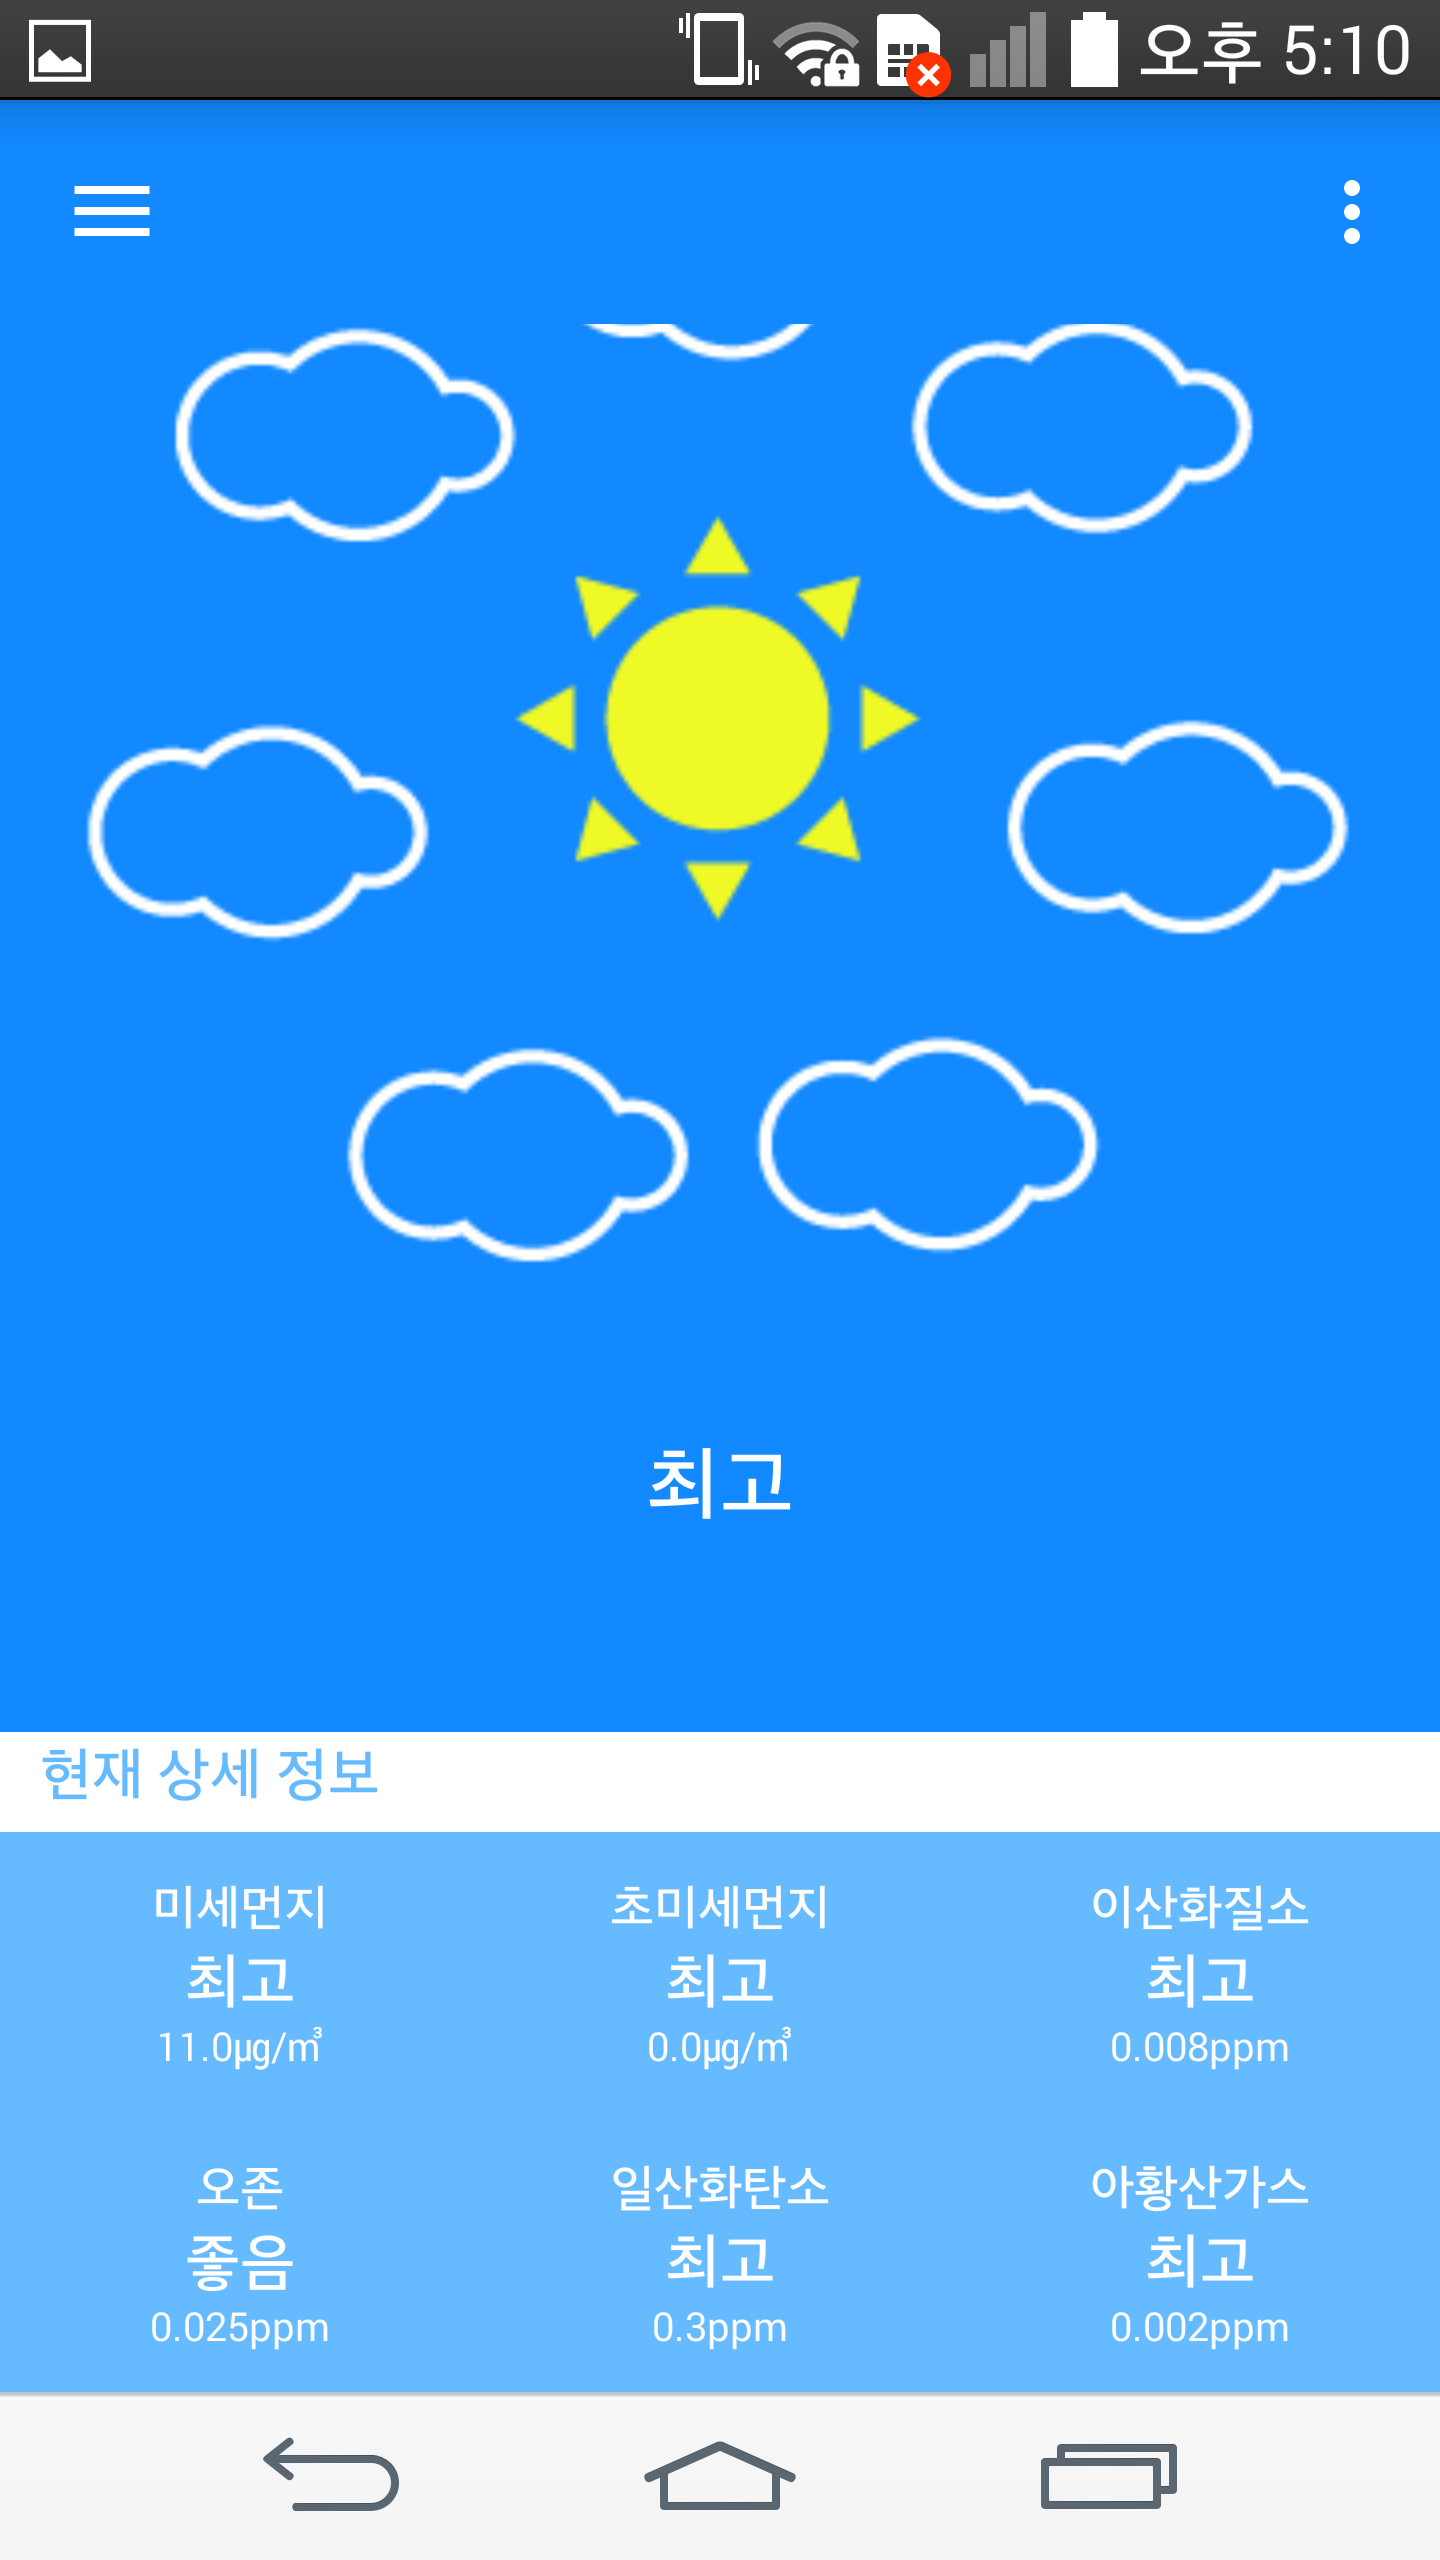 오후 5:10
최고
현재 상세 정보
미세먼지 초미세먼지 이산화질소
최고 최고 최고
11.0㎍/㎥ 0.0㎍/㎥ 0.008ppm
오존 일산화탄소 아황산가스
좋음 최고 최고
0.025ppm 0.3ppm 0.002ppm